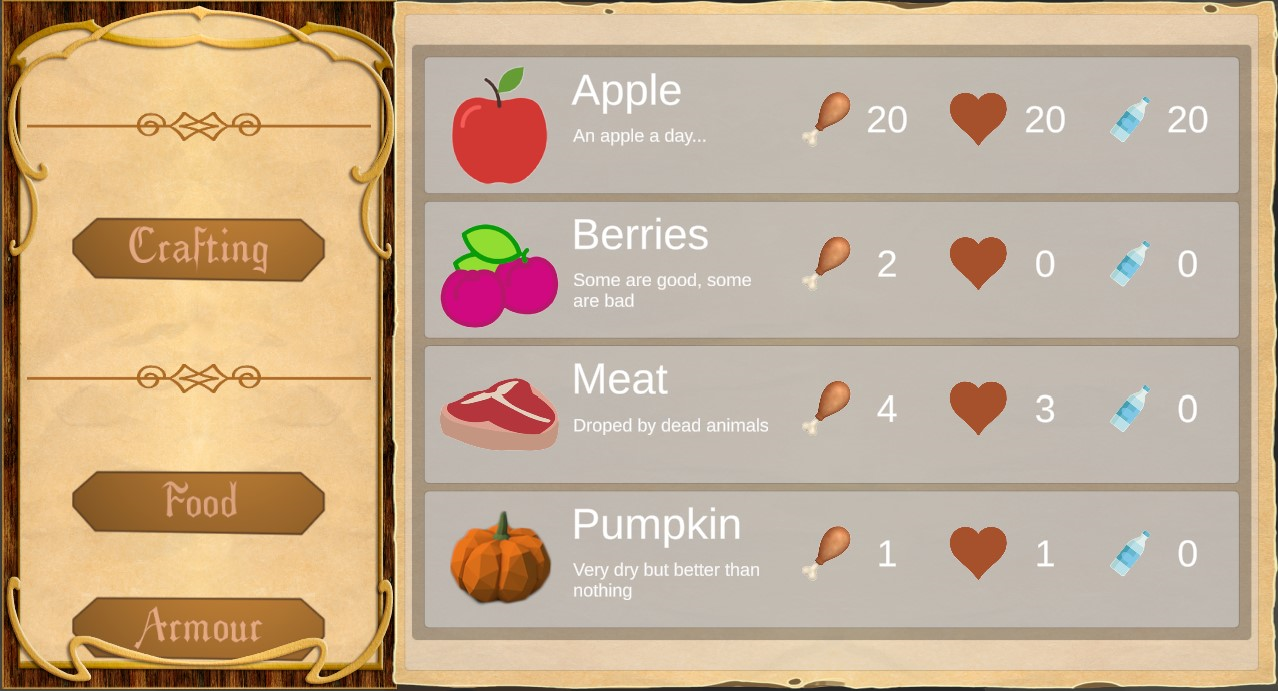 Crafting
Food
Armour
Apple
An apple a day...
20 20 20
Berries
Some are good, some
are bad
2 0 0
Meat
Droped by dead animals
4 3 0
Pumpkin
Very dry but better than
nothing
1 1 0